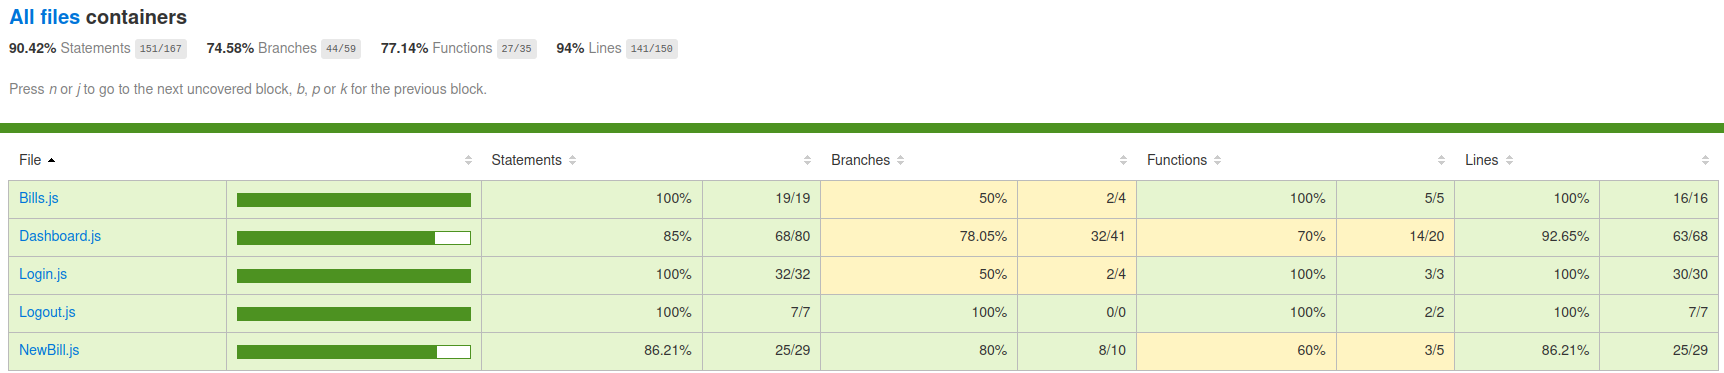 All files containers
90.42% Statements 151/167 74.58% Branches 44/59 77.14% Functions 27/35 94% Lines 141/150
Press n or j to go to the next uncovered block, b, p or k for the previous block.
File Statements Branches Functions Lines
Bills.js 100% 19/19 50% 2/4 100% 5/5 100% 16/16
Dashboard.js 85% 68/80 78.05% 32/41 70% 14/20 92.65% 63/68
Login.js 100% 32/32 50% 2/4 100% 3/3 100% 30/30
Logout.js 100% 7/7 100% 0/0 100% 2/2 100% 7/7
NewBill.js 86.21% 25/29 80% 8/10 60% 3/5 86.21% 25/29